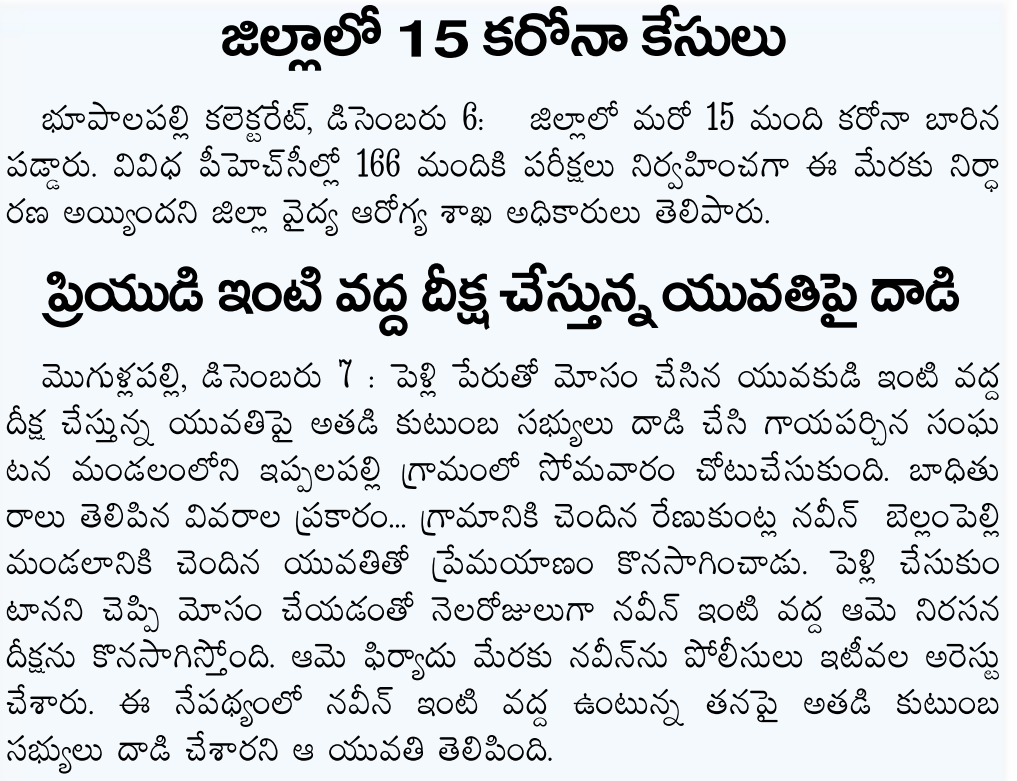 జిల్లాలో 15 కరోనా కేసులు
భూపాలపల్లి కలెక్టరేట్, డిసెంబరు 6: జిల్లాలో మరో 15 మంది కరోనా బారిన
పడ్డారు. వివిధ పీహెచ్‌సీల్లో 166 మందికి పరీక్షలు నిర్వహించగా ఈ మేరకు నిర్ధా
రణ అయ్యిందని జిల్లా వైద్య ఆరోగ్య శాఖ అధికారులు తెలిపారు.
ప్రియుడి ఇంటి వద్ద దీక్ష చేస్తున్న యువతిపై దాడి
మొగుళ్లపల్లి, డిసెంబరు 7 : పెళ్లి పేరుతో మోసం చేసిన యువకుడి ఇంటి వద్ద
దీక్ష చేస్తున్న యువతిపై అతడి కుటుంబ సభ్యులు దాడి చేసి గాయపర్చిన సంఘ
టన మండలంలోని ఇప్పలపల్లి గ్రామంలో సోమవారం చోటుచేసుకుంది. బాధితు
రాలు తెలిపిన వివరాల ప్రకారం... గ్రామానికి చెందిన రేణుకుంట్ల నవీన్ బెల్లంపెల్లి
మండలానికి చెందిన యువతితో ప్రేమయాణం కొనసాగించాడు. పెళ్లి చేసుకుం
టానని చెప్పి మోసం చేయడంతో నెలరోజులుగా నవీన్ ఇంటి వద్ద ఆమె నిరసన
దీక్షను కొనసాగిస్తోంది. ఆమె ఫిర్యాదు మేరకు నవీన్‌ను పోలీసులు ఇటీవల అరెస్టు
చేశారు. ఈ నేపథ్యంలో నవీన్ ఇంటి వద్ద ఉంటున్న తనపై అతడి కుటుంబ
సభ్యులు దాడి చేశారని ఆ యువతి తెలిపింది.